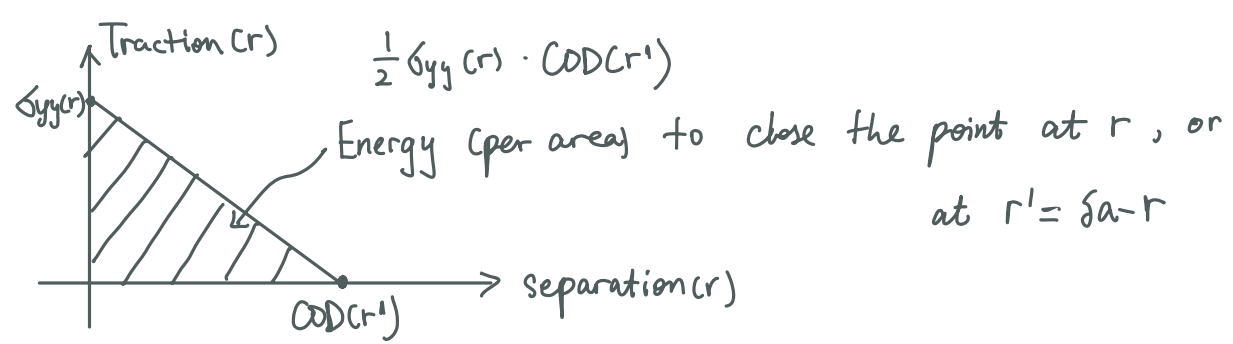 Traction(r)
1/2 σyy(r) · COD(r')
σyy(r)
Energy (per area) to close the point at r, or
at r' = δa-r
separation(r)
COD(r')